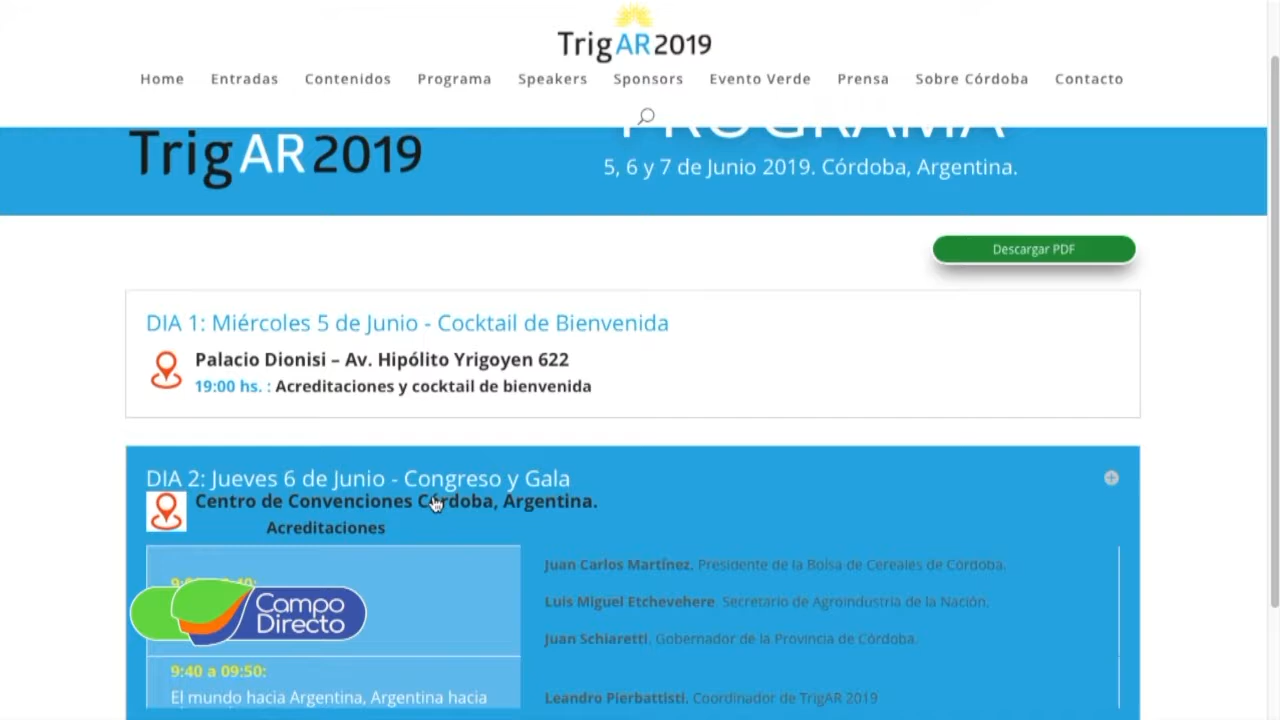 TrigAR2019
Home Entradas Contenidos Programa Speakers Sponsors Evento Verde Prensa Sobre Córdoba Contacto
PROGRAMA
TrigAR2019
5, 6 y 7 de Junio 2019. Córdoba, Argentina.
Descargar PDF
DIA 1: Miércoles 5 de Junio - Cocktail de Bienvenida
Palacio Dionisi – Av. Hipólito Yrigoyen 622
19:00 hs. : Acreditaciones y cocktail de bienvenida
DIA 2: Jueves 6 de Junio - Congreso y Gala
Centro de Convenciones Córdoba, Argentina.
Acreditaciones
Juan Carlos Martínez. Presidente de la Bolsa de Cereales de Córdoba.
Luis Miguel Etchevehere. Secretario de Agroindustria de la Nación.
Juan Schiaretti. Gobernador de la Provincia de Córdoba.
Campo
Directo
9:40 a 09:50:
El mundo hacia Argentina, Argentina hacia
Leandro Pierbattisti. Coordinador de TrigAR 2019